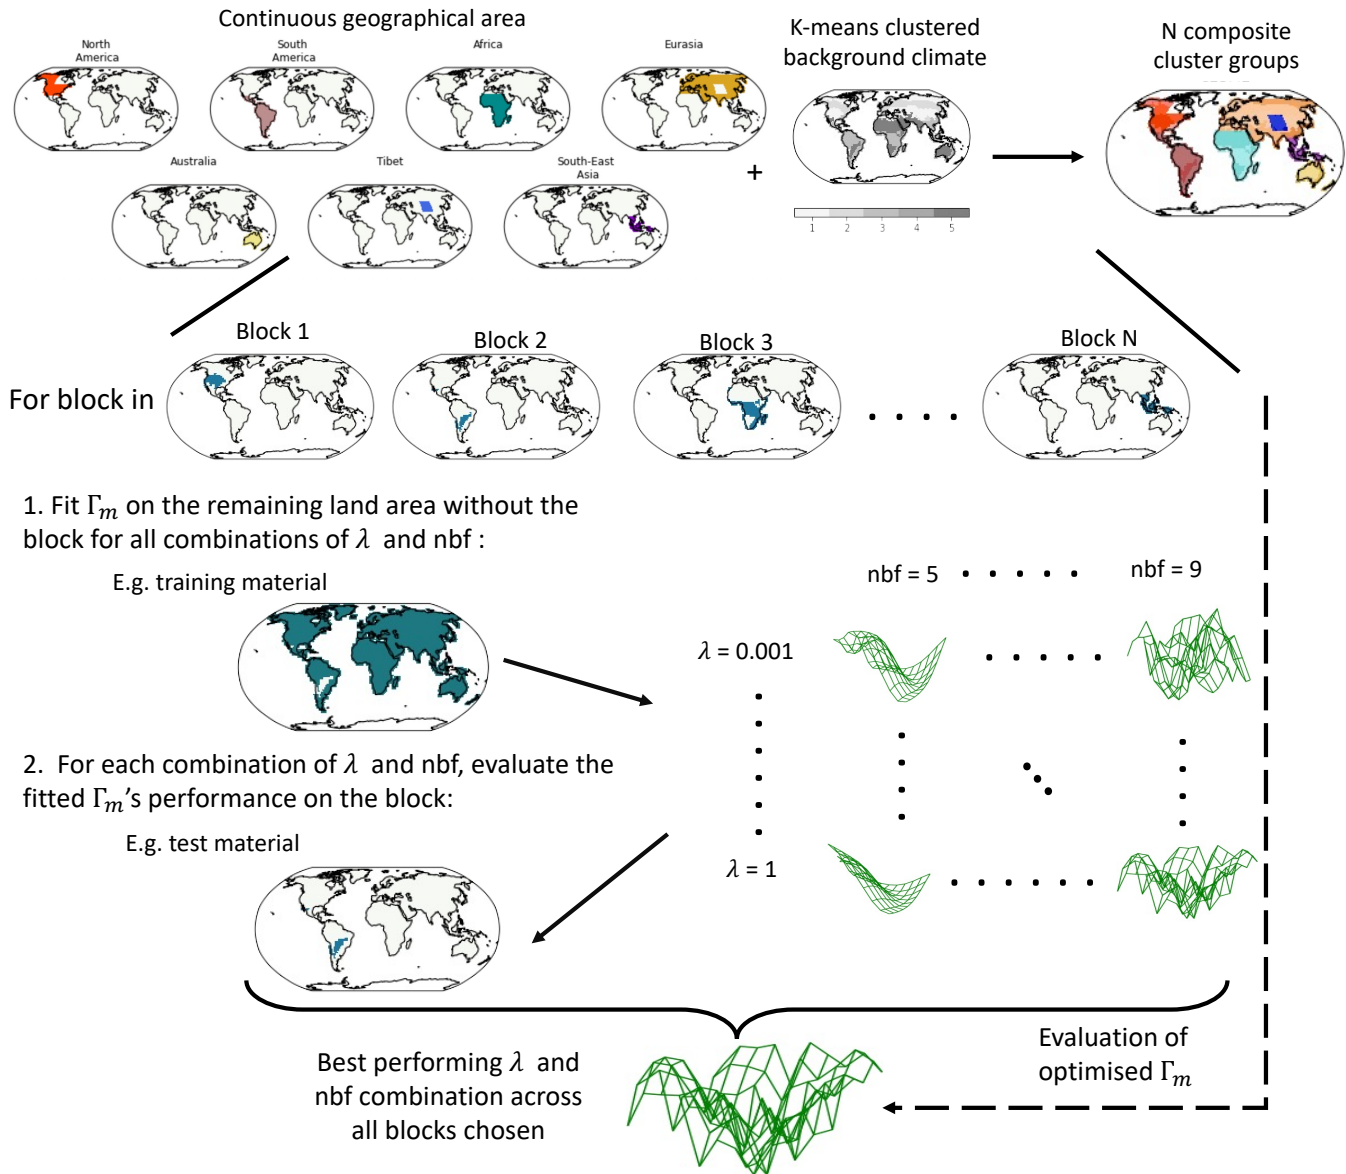 Continuous geographical area
North
America
South
America
Africa
Eurasia
Australia
Tibet
South-East
Asia
+
K-means clustered
background climate
1 2 3 4 5
N composite
cluster groups
For block in
Block 1
Block 2
Block 3
Block N
1. Fit Γ_m on the remaining land area without the
block for all combinations of λ and nbf :
E.g. training material
nbf = 5
nbf = 9
λ = 0.001
λ = 1
2. For each combination of λ and nbf, evaluate the
fitted Γ_m's performance on the block:
E.g. test material
Best performing λ and
nbf combination across
all blocks chosen
Evaluation of
optimised Γ_m